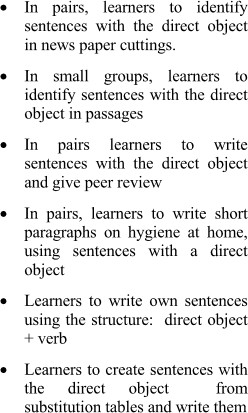 • In pairs, learners to identify
sentences with the direct object
in news paper cuttings.
• In small groups, learners to
identify sentences with the direct
object in passages
• In pairs learners to write
sentences with the direct object
and give peer review
• In pairs, learners to write short
paragraphs on hygiene at home,
using sentences with a direct
object
• Learners to write own sentences
using the structure: direct object
+ verb
• Learners to create sentences with
the direct object from
substitution tables and write them